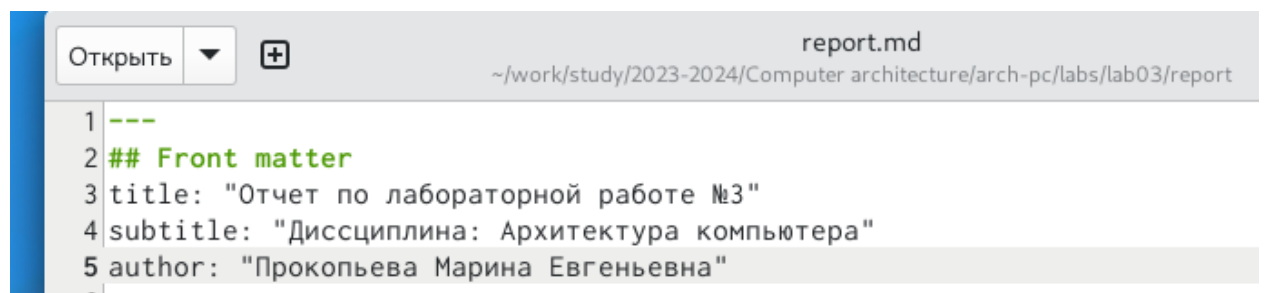 Открыть
report.md
~/work/study/2023-2024/Computer architecture/arch-pc/labs/lab03/report
1 ---
2 ## Front matter
3 title: "Отчет по лабораторной работе №3"
4 subtitle: "Диссциплина: Архитектура компьютера"
5 author: "Прокопьева Марина Евгеньевна"